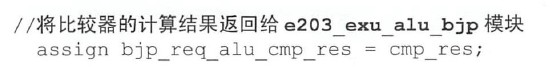 //将比较器的计算结果返回给 e203_exu_alu_bjp 模块
assign bjp_req_alu_cmp_res = cmp_res;